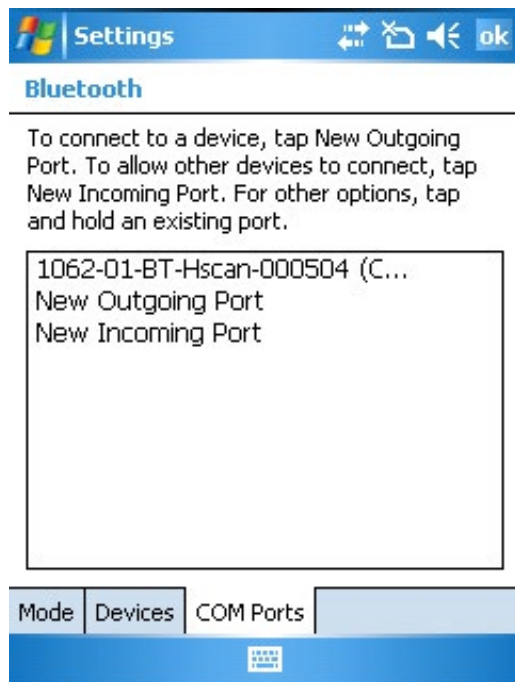 Settings
ok
Bluetooth
To connect to a device, tap New Outgoing
Port. To allow other devices to connect, tap
New Incoming Port. For other options, tap
and hold an existing port.
1062-01-BT-Hscan-000504 (C...
New Outgoing Port
New Incoming Port
Mode Devices COM Ports